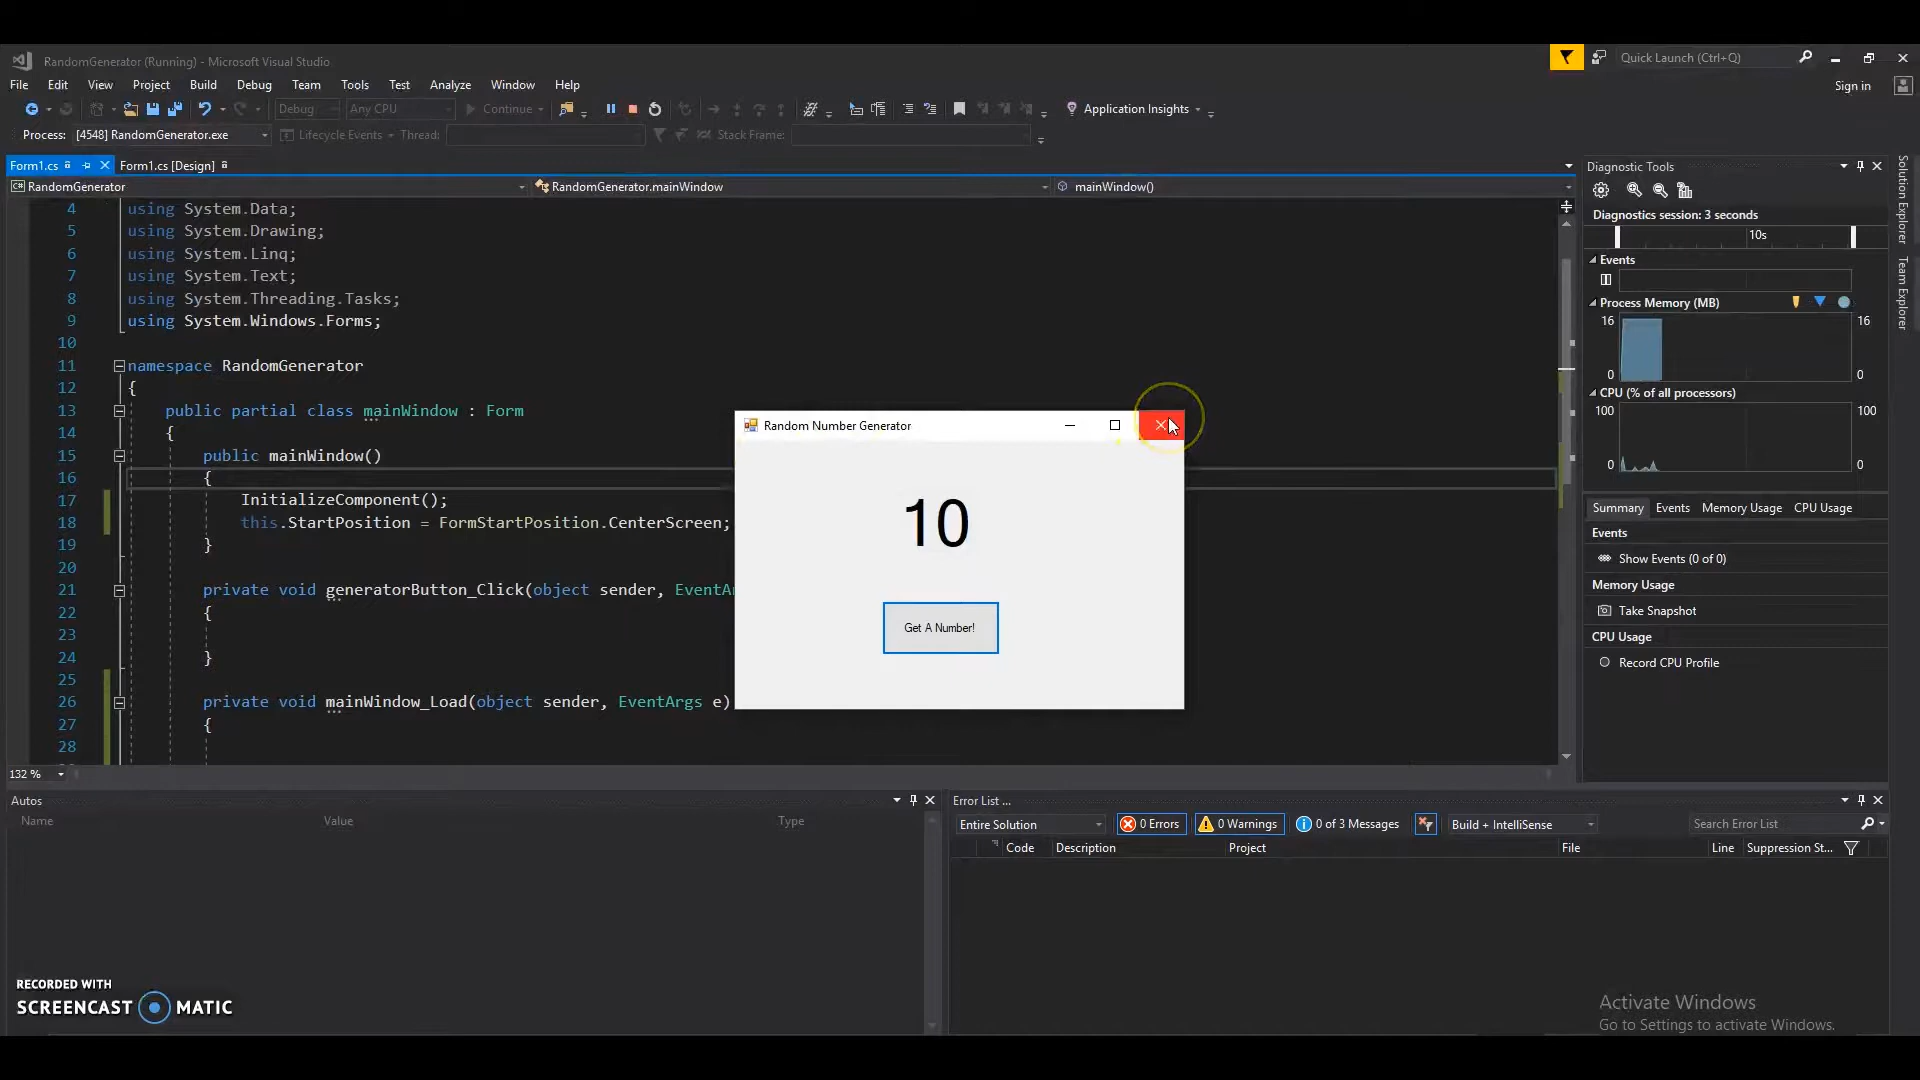 RandomGenerator (Running) - Microsoft Visual Studio
Quick Launch (Ctrl+Q)
File Edit View Project Build Debug Team Tools Test Analyze Window Help
Sign in
Debug Any CPU Continue Application Insights
Process: [4548] RandomGenerator.exe Lifecycle Events Thread: Stack Frame:
Form1.cs Form1.cs [Design]
RandomGenerator RandomGenerator.mainWindow mainWindow()
4 using System.Data;
5 using System.Drawing;
6 using System.Linq;
7 using System.Text;
8 using System.Threading.Tasks;
9 using System.Windows.Forms;
10
11 namespace RandomGenerator
12 {
13 public partial class mainWindow : Form
14 {
15 public mainWindow()
16 {
17 InitializeComponent();
18 this.StartPosition = FormStartPosition.CenterScreen;
19 }
20
21 private void generatorButton_Click(object sender, EventAr
22 {
23
24 }
25
26 private void mainWindow_Load(object sender, EventArgs e)
27 {
28
132 %
Random Number Generator
10
Get A Number!
Diagnostic Tools
Diagnostics session: 3 seconds
10s
Events
Process Memory (MB)
16 16
0 0
CPU (% of all processors)
100 100
0 0
Summary Events Memory Usage CPU Usage
Events
Show Events (0 of 0)
Memory Usage
Take Snapshot
CPU Usage
Record CPU Profile
Solution Explorer
Team Explorer
Autos
Name Value Type
Error List ...
Entire Solution 0 Errors 0 Warnings 0 of 3 Messages Build + IntelliSense Search Error List
Code Description Project File Line Suppression St...
RECORDED WITH
SCREENCAST MATIC
Activate Windows
Go to Settings to activate Windows.